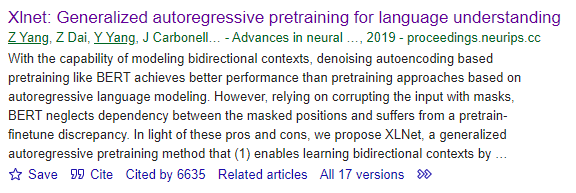 Xlnet: Generalized autoregressive pretraining for language understanding
Z Yang, Z Dai, Y Yang, J Carbonell… - Advances in neural …, 2019 - proceedings.neurips.cc
With the capability of modeling bidirectional contexts, denoising autoencoding based
pretraining like BERT achieves better performance than pretraining approaches based on
autoregressive language modeling. However, relying on corrupting the input with masks,
BERT neglects dependency between the masked positions and suffers from a pretrain-
finetune discrepancy. In light of these pros and cons, we propose XLNet, a generalized
autoregressive pretraining method that (1) enables learning bidirectional contexts by …
Save Cite Cited by 6635 Related articles All 17 versions